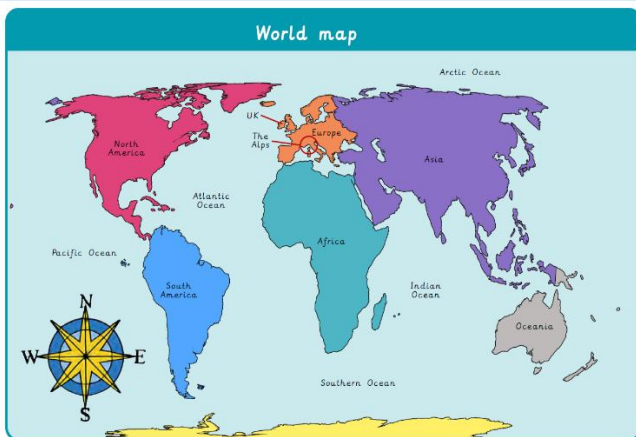 World map
Arctic Ocean
UK
The
Alps
Europe
North
America
Asia
Atlantic
Ocean
Africa
Pacific Ocean
South
America
Indian
Ocean
Oceania
N
W
E
S
Southern Ocean